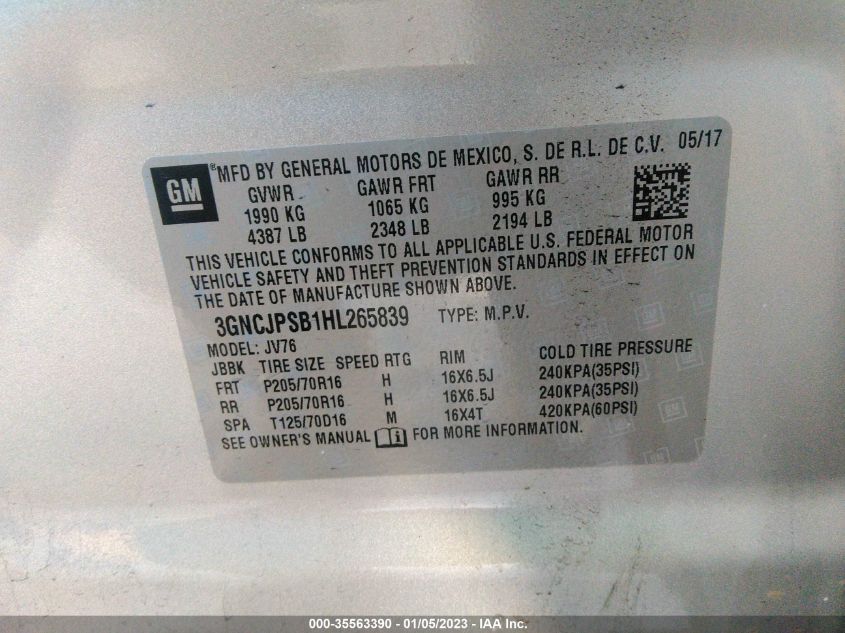 GM
®MFD BY GENERAL MOTORS DE MEXICO, S. DE R.L. DE C.V. 05/17
GVWR GAWR FRT GAWR RR
1990 KG 1065 KG 995 KG
4387 LB 2348 LB 2194 LB
THIS VEHICLE CONFORMS TO ALL APPLICABLE U.S. FEDERAL MOTOR
VEHICLE SAFETY AND THEFT PREVENTION STANDARDS IN EFFECT ON
THE DATE OF MANUFACTURE SHOWN ABOVE.
3GNCJPSB1HL265839 TYPE: M.P.V.
MODEL: JV76
JBBK TIRE SIZE SPEED RTG RIM COLD TIRE PRESSURE
FRT P205/70R16 H 16X6.5J 240KPA(35PSI)
RR P205/70R16 H 16X6.5J 240KPA(35PSI)
SPA T125/70D16 M 16X4T 420KPA(60PSI)
SEE OWNER'S MANUAL FOR MORE INFORMATION.
000-35563390 / 01/05/2023 - IAA Inc.